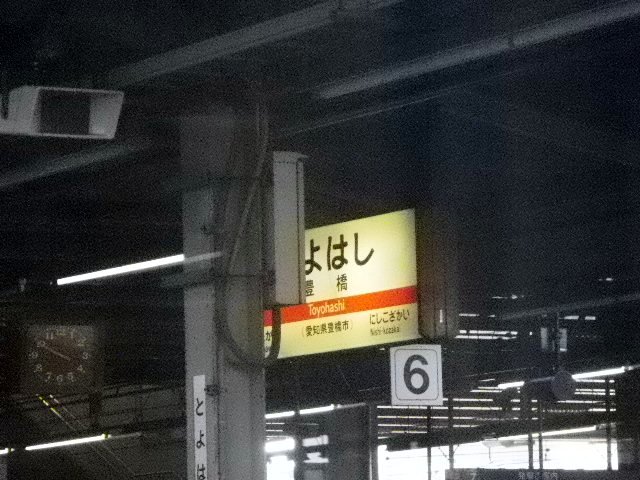 よはし
豊橋
Toyohashi
(愛知県豊橋市)
にしこざかい
Nishi-kozakai
6
とよは